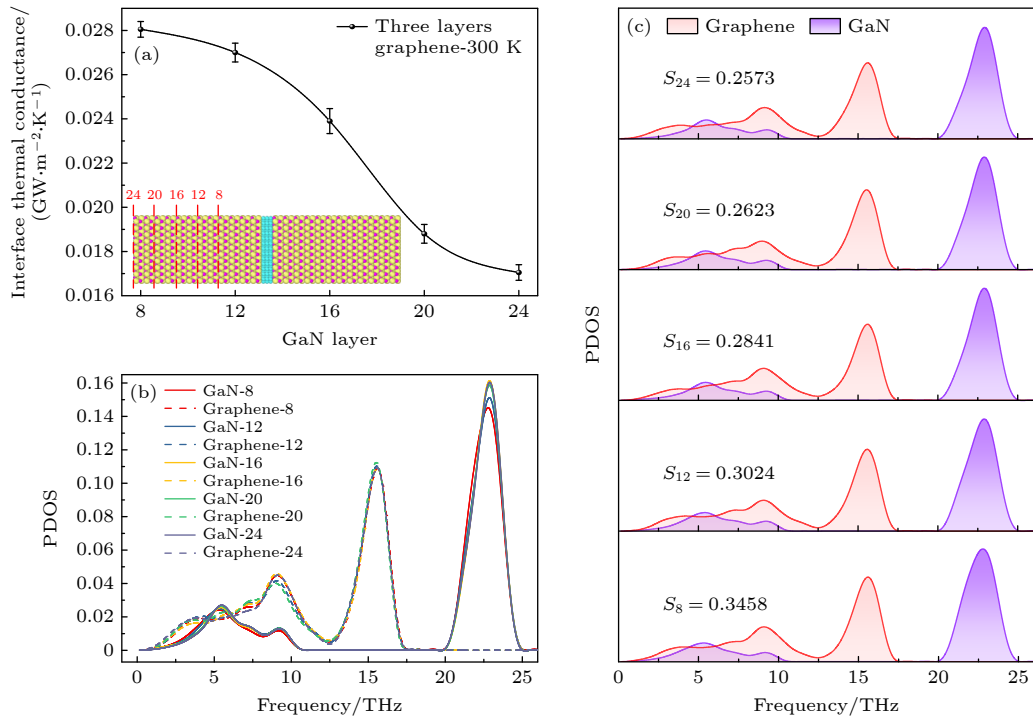 (a)
Three layers
graphene-300 K
Interface thermal conductance/
(GW·m⁻²·K⁻¹)
0.028
0.026
0.024
0.022
0.020
0.018
0.016
24 20 16 12 8
8 12 16 20 24
GaN layer
(b)
GaN-8
Graphene-8
GaN-12
Graphene-12
GaN-16
Graphene-16
GaN-20
Graphene-20
GaN-24
Graphene-24
PDOS
0.16
0.14
0.12
0.10
0.08
0.06
0.04
0.02
0
0 5 10 15 20 25
Frequency/THz
(c) Graphene GaN
S₂₄ = 0.2573
S₂₀ = 0.2623
S₁₆ = 0.2841
S₁₂ = 0.3024
S₈ = 0.3458
PDOS
0 5 10 15 20 25
Frequency/THz